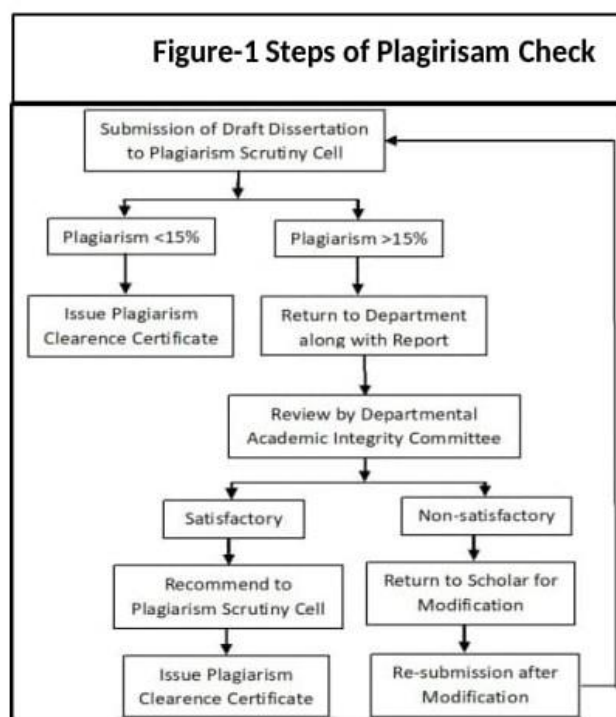 Figure-1 Steps of Plagirisam Check
Submission of Draft Dissertation
to Plagiarism Scrutiny Cell
Plagiarism <15%
Plagiarism >15%
Issue Plagiarism
Clearence Certificate
Return to Department
along with Report
Review by Departmental
Academic Integrity Committee
Satisfactory
Non-satisfactory
Recommend to
Plagiarism Scrutiny Cell
Return to Scholar for
Modification
Issue Plagiarism
Clearence Certificate
Re-submission after
Modification